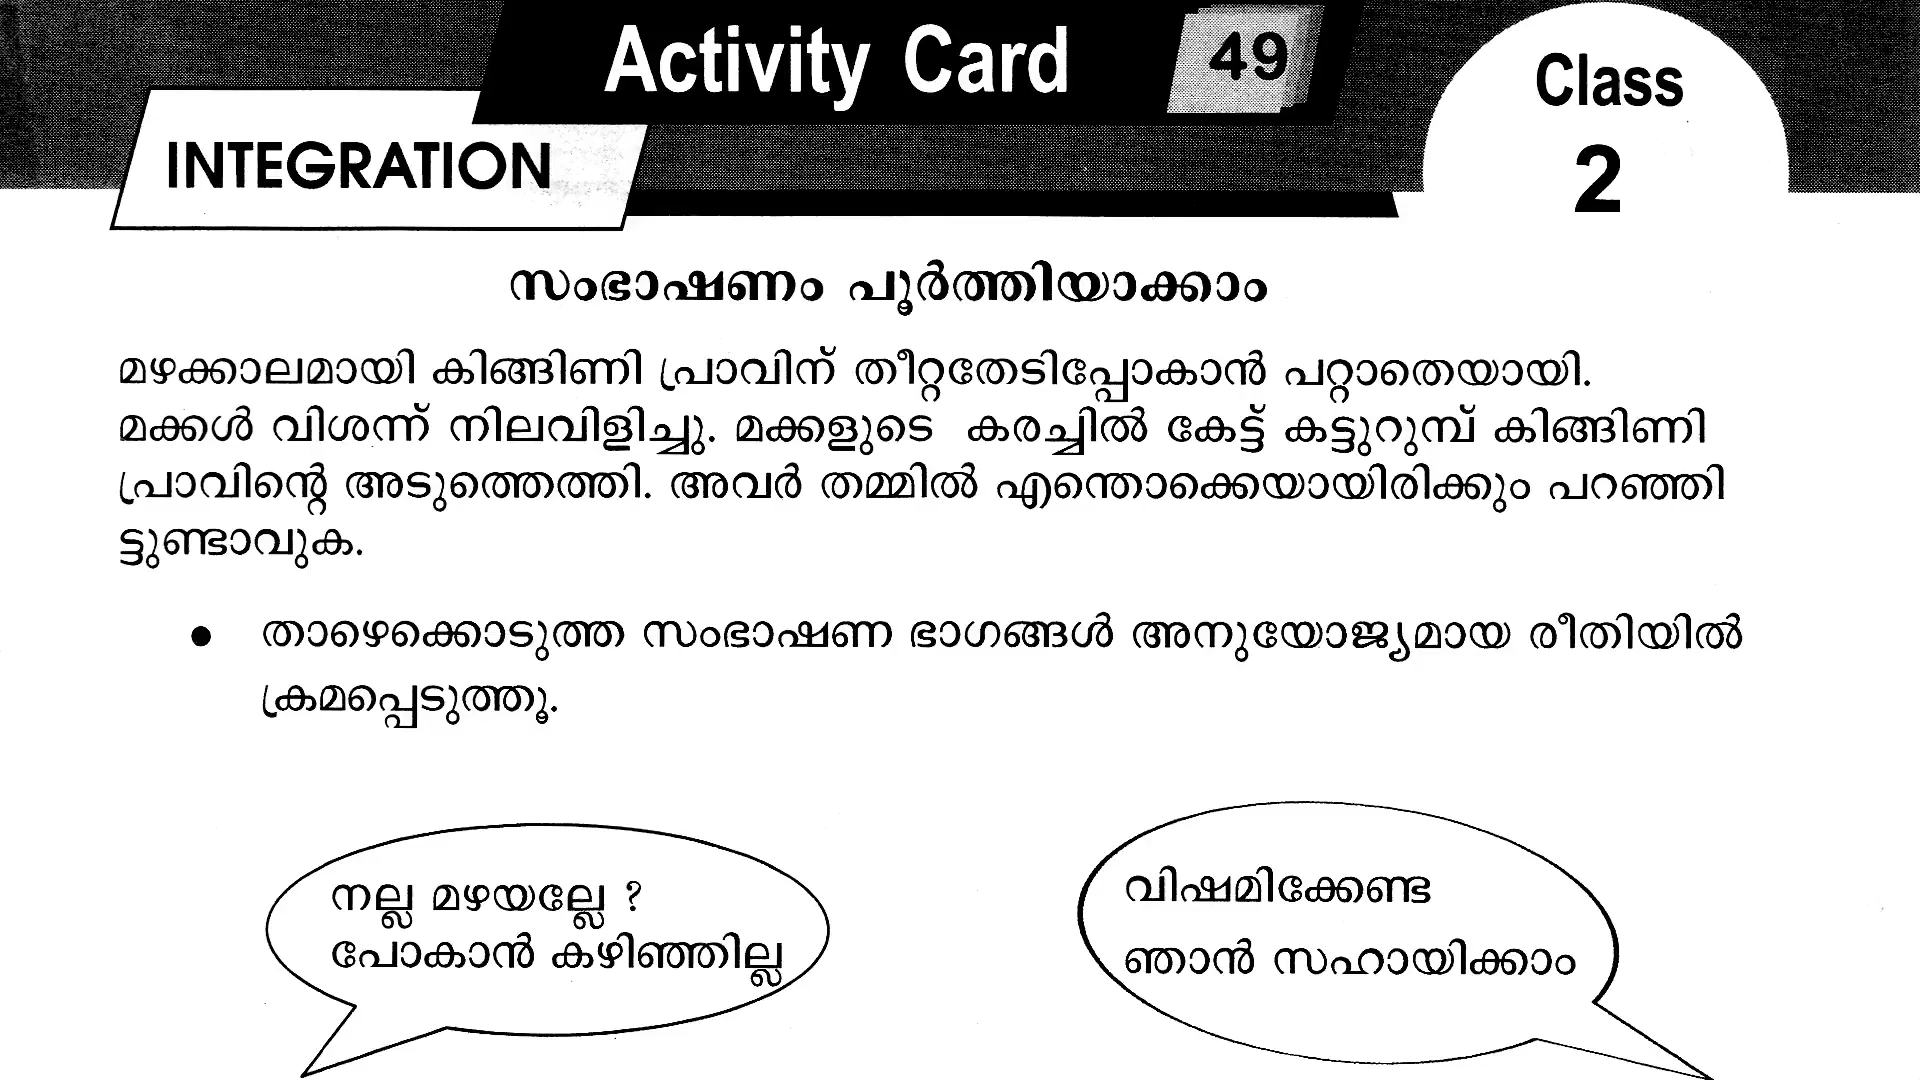 Activity Card 49
Class
2
INTEGRATION
സംഭാഷണം പൂർത്തിയാക്കാം
മഴക്കാലമായി കിങ്ങിണി പ്രാവിന് തീറ്റതേടിപ്പോകാൻ പറ്റാതെയായി.
മക്കൾ വിശന്ന് നിലവിളിച്ചു. മക്കളുടെ കരച്ചിൽ കേട്ട് കട്ടുറുമ്പ് കിങ്ങിണി
പ്രാവിന്റെ അടുത്തെത്തി. അവർ തമ്മിൽ എന്തൊക്കെയായിരിക്കും പറഞ്ഞി
ട്ടുണ്ടാവുക.
● താഴെക്കൊടുത്ത സംഭാഷണ ഭാഗങ്ങൾ അനുയോജ്യമായ രീതിയിൽ
ക്രമപ്പെടുത്തൂ.
നല്ല മഴയല്ലേ ?
പോകാൻ കഴിഞ്ഞില്ല
വിഷമിക്കേണ്ട
ഞാൻ സഹായിക്കാം